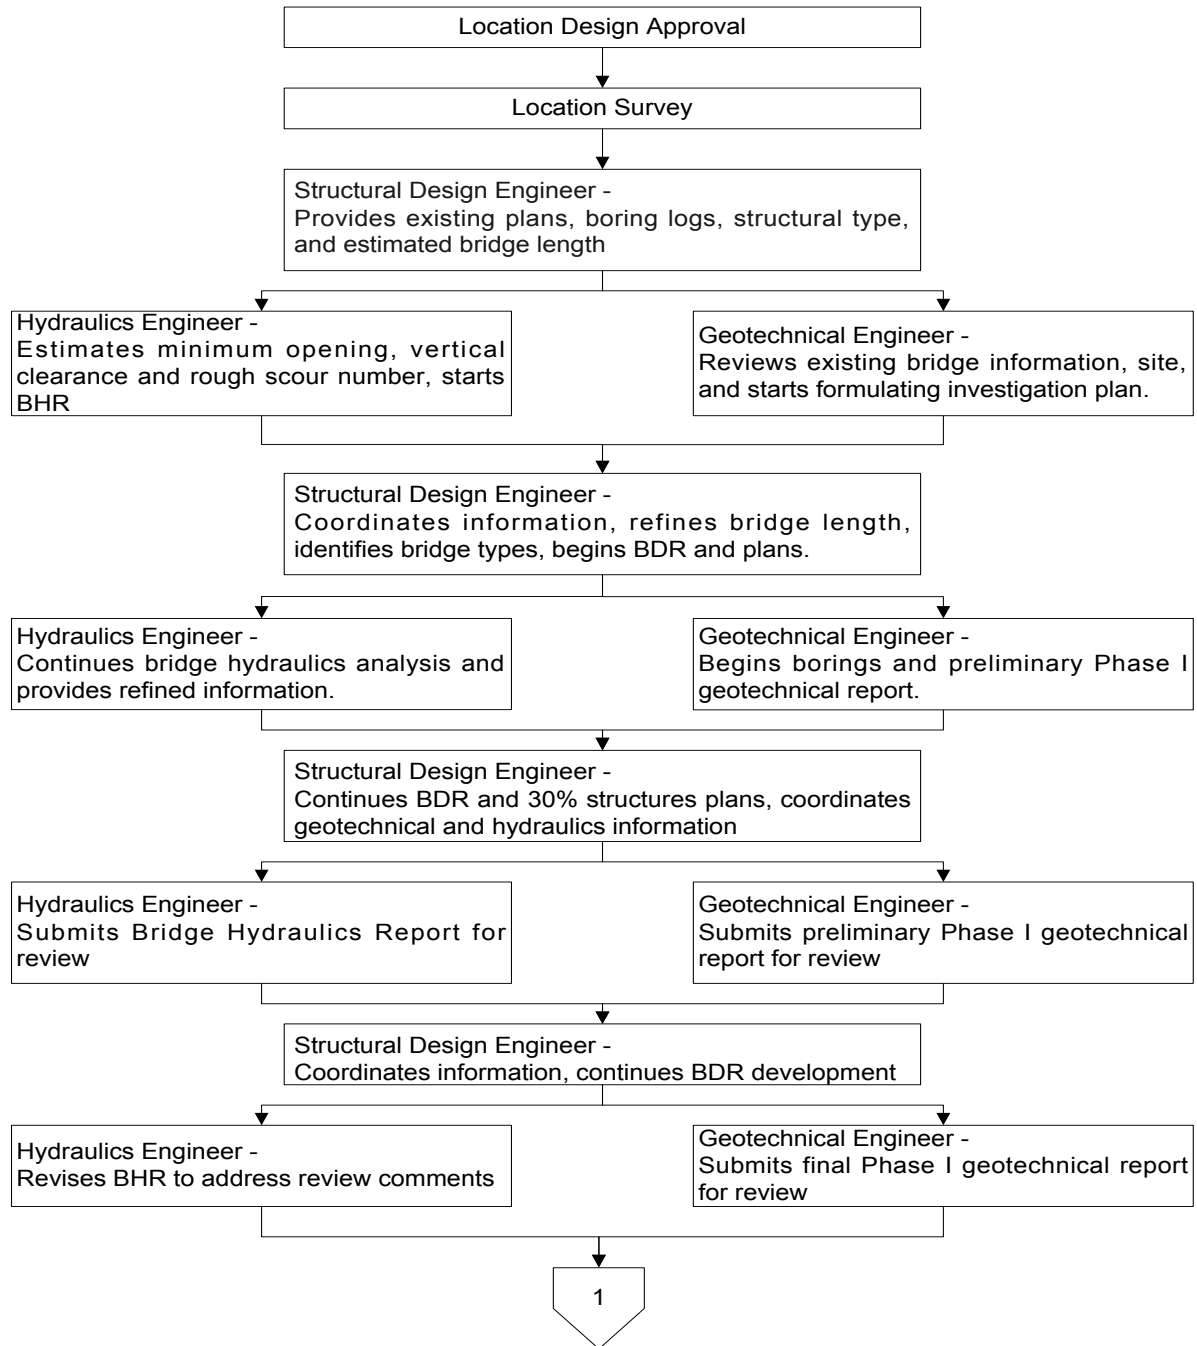 Location Design Approval
Location Survey
Structural Design Engineer -
Provides existing plans, boring logs, structural type,
and estimated bridge length
Hydraulics Engineer -
Estimates minimum opening, vertical
clearance and rough scour number, starts
BHR
Geotechnical Engineer -
Reviews existing bridge information, site,
and starts formulating investigation plan.
Structural Design Engineer -
Coordinates information, refines bridge length,
identifies bridge types, begins BDR and plans.
Hydraulics Engineer -
Continues bridge hydraulics analysis and
provides refined information.
Geotechnical Engineer -
Begins borings and preliminary Phase I
geotechnical report.
Structural Design Engineer -
Continues BDR and 30% structures plans, coordinates
geotechnical and hydraulics information
Hydraulics Engineer -
Submits Bridge Hydraulics Report for
review
Geotechnical Engineer -
Submits preliminary Phase I geotechnical
report for review
Structural Design Engineer -
Coordinates information, continues BDR development
Hydraulics Engineer -
Revises BHR to address review comments
Geotechnical Engineer -
Submits final Phase I geotechnical report
for review
1